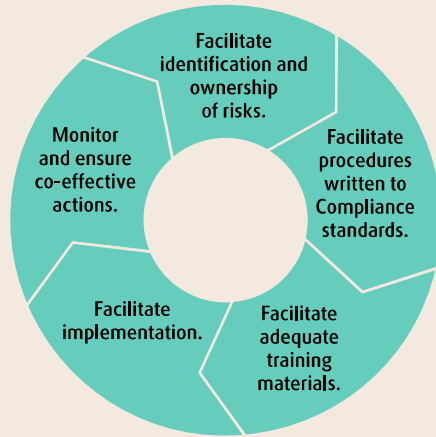 Facilitate
identification and
ownership
of risks.
Facilitate
procedures
written to
Compliance
standards.
Facilitate
adequate
training
materials.
Facilitate
implementation.
Monitor
and ensure
co-effective
actions.